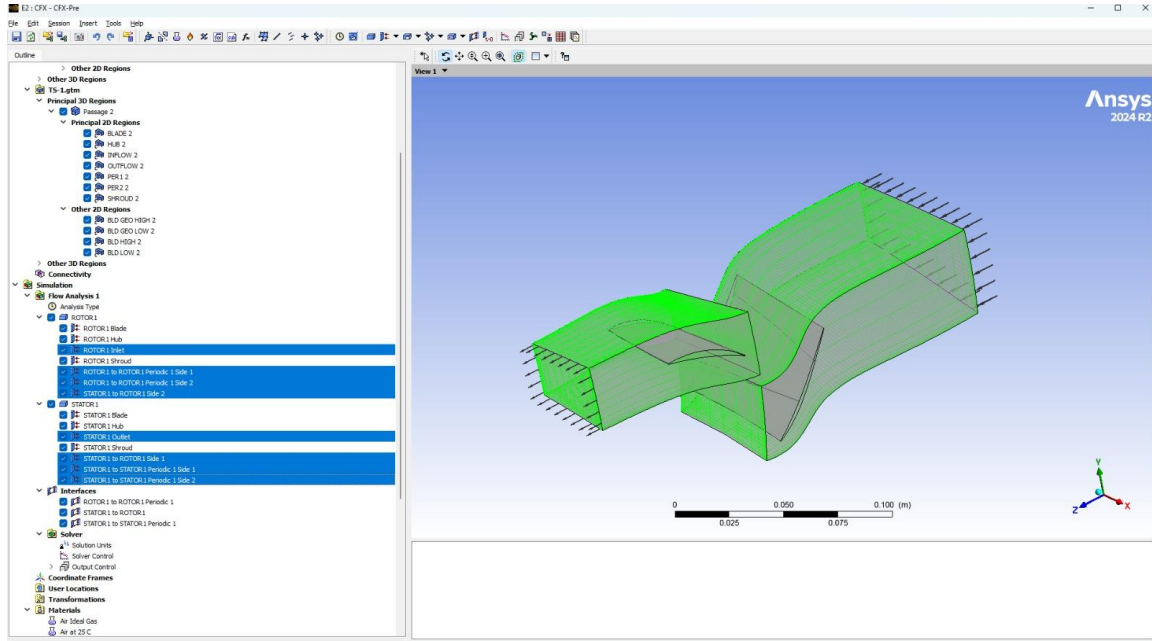 E2 : CFX - CFX-Pre
File Edit Session Insert Tools Help
Outline
Other 2D Regions
Other 3D Regions
TS-1.gtm
Principal 3D Regions
Passage 2
Principal 2D Regions
BLADE 2
HUB 2
INFLOW 2
OUTFLOW 2
PER1 2
PER2 2
SHROUD 2
Other 2D Regions
BLD GEO HIGH 2
BLD GEO LOW 2
BLD HIGH 2
BLD LOW 2
Other 3D Regions
Connectivity
Simulation
Flow Analysis 1
Analysis Type
ROTOR1
ROTOR1 Blade
ROTOR1 Hub
ROTOR1 Inlet
ROTOR1 Shroud
ROTOR1 to ROTOR1 Periodic 1 Side 1
ROTOR1 to ROTOR1 Periodic 1 Side 2
STATOR1 to ROTOR1 Side 2
STATOR1
STATOR1 Blade
STATOR1 Hub
STATOR1 Outlet
STATOR1 Shroud
STATOR1 to ROTOR1 Side 1
STATOR1 to STATOR1 Periodic 1 Side 1
STATOR1 to STATOR1 Periodic 1 Side 2
Interfaces
ROTOR1 to ROTOR1 Periodic 1
STATOR1 to ROTOR1
STATOR1 to STATOR1 Periodic 1
Solver
Solution Units
Solver Control
Output Control
Coordinate Frames
User Locations
Transformations
Materials
Air Ideal Gas
Air at 25 C
View 1
Ansys
2024 R2
0 0.050 0.100 (m)
0.025 0.075
Y
Z X